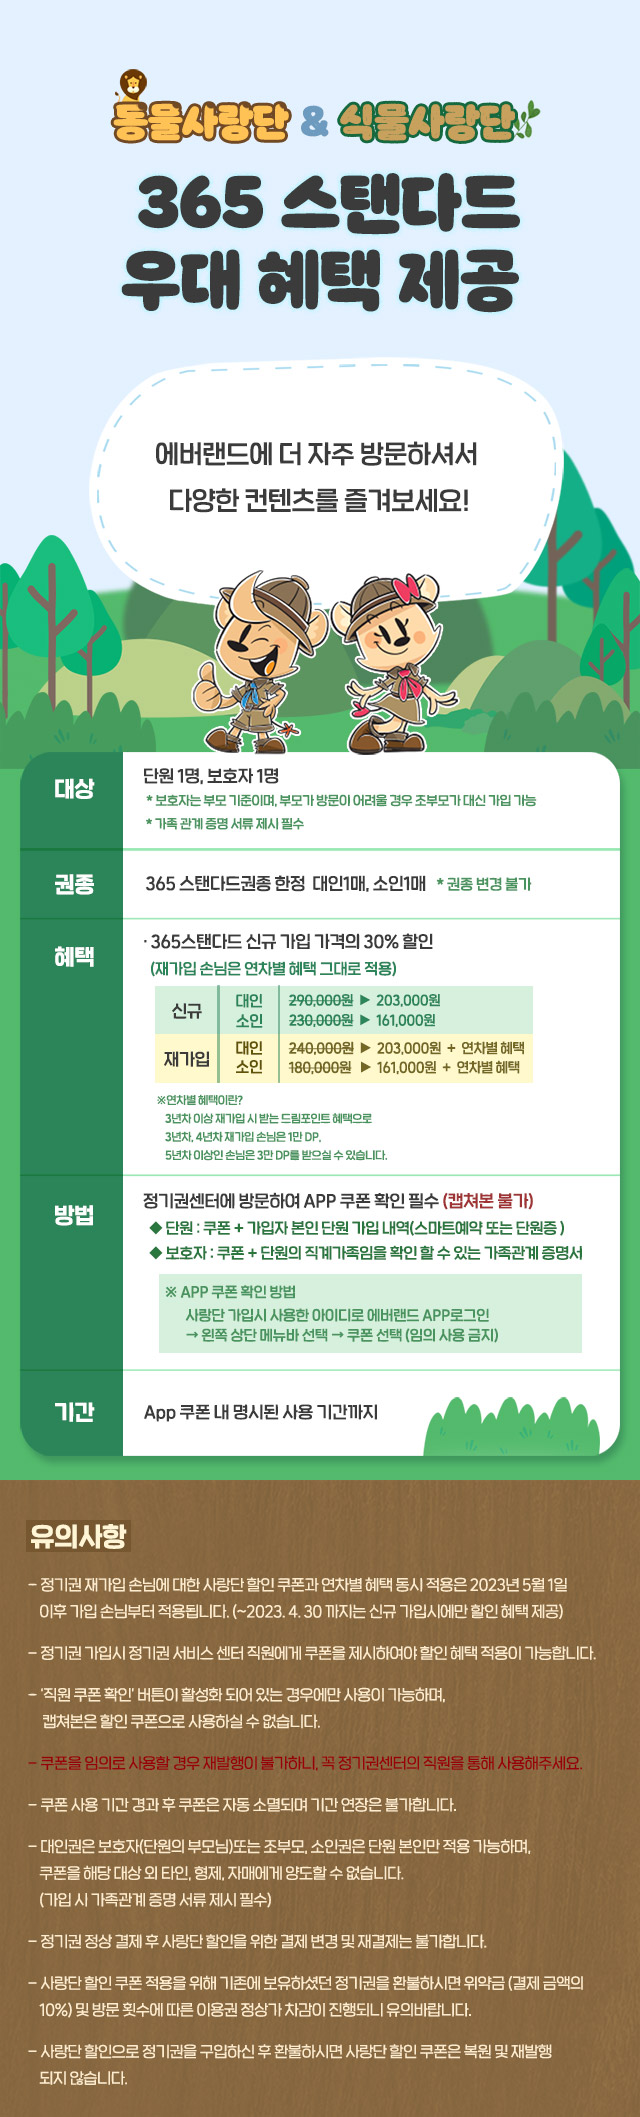 동물사랑단 & 식물사랑단
365 스탠다드
우대 혜택 제공
에버랜드에 더 자주 방문하셔서
다양한 컨텐츠를 즐겨보세요!
대상
단원 1명, 보호자 1명
* 보호자는 부모 기준이며, 부모가 방문이 어려울 경우 조부모가 대신 가입 가능
* 가족 관계 증명 서류 제시 필수
권종
365 스탠다드권종 한정 대인1매, 소인1매 * 권종 변경 불가
혜택
· 365스탠다드 신규 가입 가격의 30% 할인
(재가입 손님은 연차별 혜택 그대로 적용)
신규
대인 290,000원 ▶ 203,000원
소인 230,000원 ▶ 161,000원
재가입
대인 240,000원 ▶ 203,000원 + 연차별 혜택
소인 180,000원 ▶ 161,000원 + 연차별 혜택
※연차별 혜택이란?
3년차 이상 재가입 시 받는 드림포인트 혜택으로
3년차, 4년차 재가입 손님은 1만 DP,
5년차 이상인 손님은 3만 DP를 받으실 수 있습니다.
방법
정기권센터에 방문하여 APP 쿠폰 확인 필수 (캡쳐본 불가)
◆ 단원 : 쿠폰 + 가입자 본인 단원 가입 내역(스마트예약 또는 단원증 )
◆ 보호자 : 쿠폰 + 단원의 직계가족임을 확인 할 수 있는 가족관계 증명서
※ APP 쿠폰 확인 방법
사랑단 가입시 사용한 아이디로 에버랜드 APP로그인
→ 왼쪽 상단 메뉴바 선택 → 쿠폰 선택 (임의 사용 금지)
기간
App 쿠폰 내 명시된 사용 기간까지
유의사항
- 정기권 재가입 손님에 대한 사랑단 할인 쿠폰과 연차별 혜택 동시 적용은 2023년 5월 1일
이후 가입 손님부터 적용됩니다. (~2023. 4. 30 까지는 신규 가입시에만 할인 혜택 제공)
- 정기권 가입시 정기권 서비스 센터 직원에게 쿠폰을 제시하여야 할인 혜택 적용이 가능합니다.
- '직원 쿠폰 확인' 버튼이 활성화 되어 있는 경우에만 사용이 가능하며,
캡쳐본은 할인 쿠폰으로 사용하실 수 없습니다.
- 쿠폰을 임의로 사용할 경우 재발행이 불가하니, 꼭 정기권센터의 직원을 통해 사용해주세요.
- 쿠폰 사용 기간 경과 후 쿠폰은 자동 소멸되며 기간 연장은 불가합니다.
- 대인권은 보호자(단원의 부모님)또는 조부모, 소인권은 단원 본인만 적용 가능하며,
쿠폰을 해당 대상 외 타인, 형제, 자매에게 양도할 수 없습니다.
(가입 시 가족관계 증명 서류 제시 필수)
- 정기권 정상 결제 후 사랑단 할인을 위한 결제 변경 및 재결제는 불가합니다.
- 사랑단 할인 쿠폰 적용을 위해 기존에 보유하셨던 정기권을 환불하시면 위약금 (결제 금액의
10%) 및 방문 횟수에 따른 이용권 정상가 차감이 진행되니 유의바랍니다.
- 사랑단 할인으로 정기권을 구입하신 후 환불하시면 사랑단 할인 쿠폰은 복원 및 재발행
되지 않습니다.